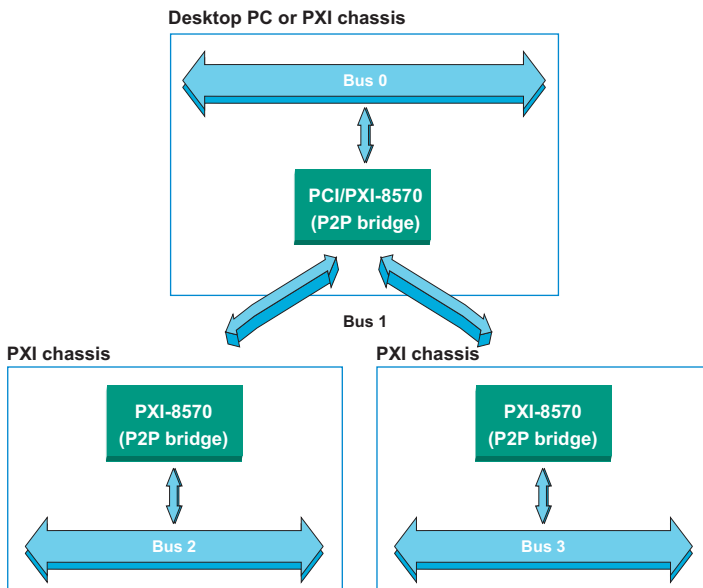 Desktop PC or PXI chassis
Bus 0
PCI/PXI-8570
(P2P bridge)
Bus 1
PXI chassis
PXI-8570
(P2P bridge)
Bus 2
PXI chassis
PXI-8570
(P2P bridge)
Bus 3